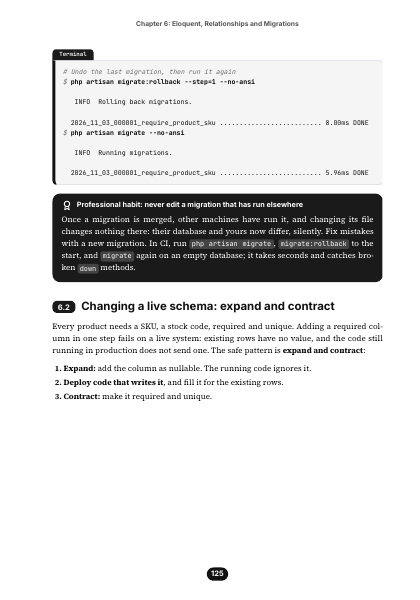 Chapter 6: Eloquent, Relationships and Migrations
Terminal
# Undo the last migration, then run it again
$ php artisan migrate:rollback --step=1 --no-ansi
INFO  Rolling back migrations.
2026_11_03_000001_require_product_sku .......................... 8.00ms DONE
$ php artisan migrate --no-ansi
INFO  Running migrations.
2026_11_03_000001_require_product_sku .......................... 5.96ms DONE
Professional habit: never edit a migration that has run elsewhere
Once a migration is merged, other machines have run it, and changing its file
changes nothing there: their database and yours now differ, silently. Fix mistakes
with a new migration. In CI, run php artisan migrate, migrate:rollback to the
start, and migrate again on an empty database; it takes seconds and catches bro-
ken down methods.
6.2 Changing a live schema: expand and contract
Every product needs a SKU, a stock code, required and unique. Adding a required col-
umn in one step fails on a live system: existing rows have no value, and the code still
running in production does not send one. The safe pattern is expand and contract:
1. Expand: add the column as nullable. The running code ignores it.
2. Deploy code that writes it, and fill it for the existing rows.
3. Contract: make it required and unique.
125